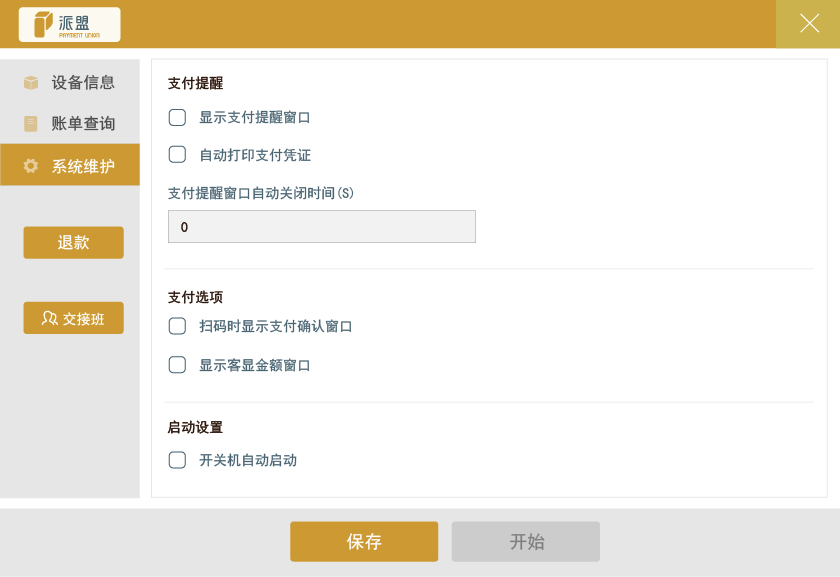 派盟
PAYMENT UNION
设备信息
账单查询
系统维护
退款
交接班
支付提醒
显示支付提醒窗口
自动打印支付凭证
支付提醒窗口自动关闭时间(S)
0
支付选项
扫码时显示支付确认窗口
显示客显金额窗口
启动设置
开关机自动启动
保存
开始